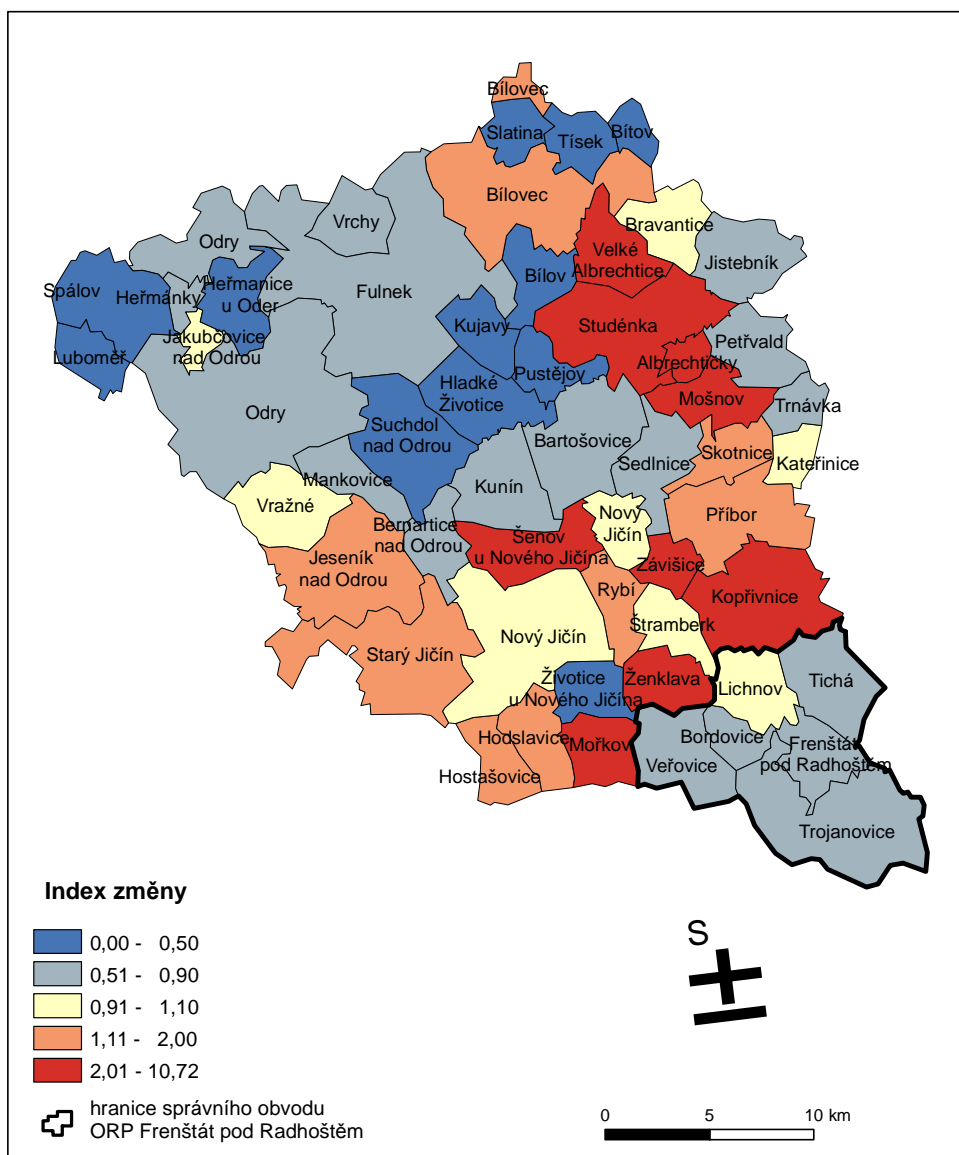 Bílovec
Slatina
Tísek
Bítov
Bílovec
Bravantice
Vrchy
Odry
Velké
Albrechtice
Jistebník
Spálov
Heřmánky
Heřmanice
u Oder
Fulnek
Bílov
Kujavy
Studénka
Luboměř
Jakubčovice
nad Odrou
Petřvald
Albrechtičky
Pustějov
Hladké
Životice
Mošnov
Trnávka
Odry
Suchdol
nad Odrou
Bartošovice
Sedlnice
Skotnice
Kateřinice
Mankovice
Kunín
Vražné
Nový
Jičín
Příbor
Bernartice
nad Odrou
Šenov
u Nového Jičína
Jeseník
nad Odrou
Závišice
Rybí
Kopřivnice
Štramberk
Nový Jičín
Starý Jičín
Životice
u Nového Jičína
Ženklava
Lichnov
Tichá
Hodslavice
Mořkov
Bordovice
Frenštát
pod Radhoštěm
Hostašovice
Veřovice
Trojanovice
Index změny
0,00 - 0,50
0,51 - 0,90
0,91 - 1,10
1,11 - 2,00
2,01 - 10,72
hranice správního obvodu
ORP Frenštát pod Radhoštěm
S
0 5 10 km